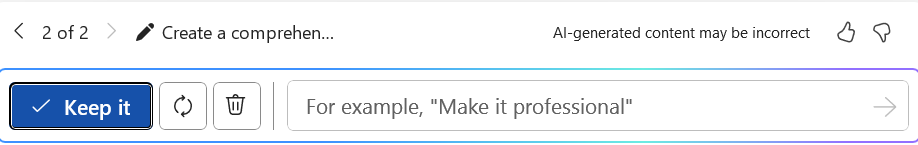 2 of 2 Create a comprehen... AI-generated content may be incorrect
Keep it For example, "Make it professional"